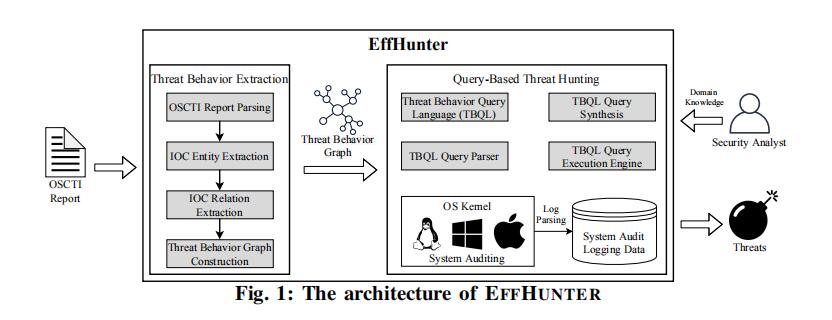 EffHunter
Threat Behavior Extraction
OSCTI Report Parsing
IOC Entity Extraction
IOC Relation
Extraction
Threat Behavior Graph
Construction
OSCTI
Report
Threat Behavior
Graph
Query-Based Threat Hunting
Threat Behavior Query
Language (TBQL)
TBQL Query
Synthesis
TBQL Query Parser
TBQL Query
Execution Engine
OS Kernel
System Auditing
Log
Parsing
System Audit
Logging Data
Domain
Knowledge
Security Analyst
Threats
Fig. 1: The architecture of EFFHUNTER